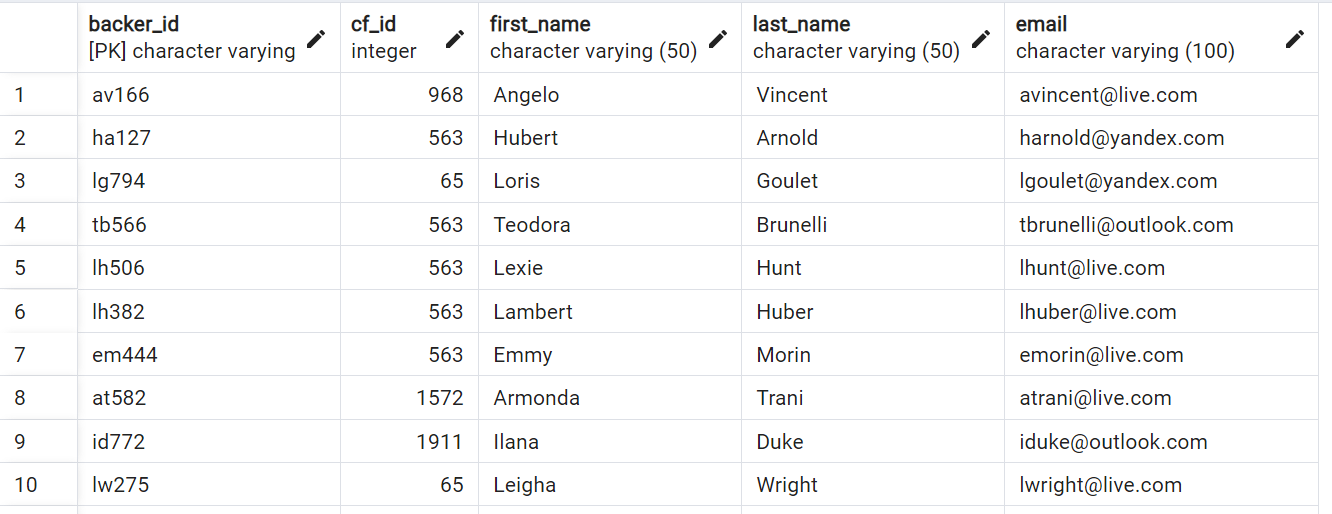 backer_id cf_id first_name last_name email
[PK] character varying integer character varying (50) character varying (50) character varying (100)
1 av166 968 Angelo Vincent avincent@live.com
2 ha127 563 Hubert Arnold harnold@yandex.com
3 lg794 65 Loris Goulet lgoulet@yandex.com
4 tb566 563 Teodora Brunelli tbrunelli@outlook.com
5 lh506 563 Lexie Hunt lhunt@live.com
6 lh382 563 Lambert Huber lhuber@live.com
7 em444 563 Emmy Morin emorin@live.com
8 at582 1572 Armonda Trani atrani@live.com
9 id772 1911 Ilana Duke iduke@outlook.com
10 lw275 65 Leigha Wright lwright@live.com